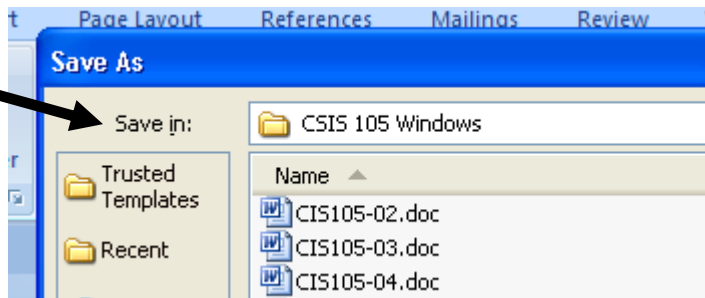 Page Layout References Mailings Review
Save As
Save in: CSIS 105 Windows
Trusted Templates
Name
CIS105-02.doc
Recent
CIS105-03.doc
CIS105-04.doc